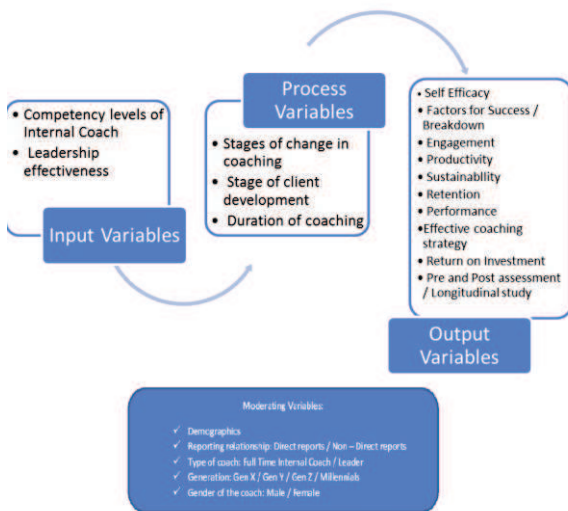 • Competency levels of
Internal Coach
• Leadership
effectiveness
Input Variables
Process
Variables
• Stages of change in
coaching
• Stage of client
development
• Duration of coaching
• Self Efficacy
• Factors for Success /
Breakdown
• Engagement
• Productivity
• Sustainability
• Retention
• Performance
•Effective coaching
strategy
• Return on Investment
• Pre and Post assessment
/ Longitudinal study
Output
Variables
Moderating Variables:
✓ Demographics
✓ Reporting relationship: Direct reports / Non – Direct reports
✓ Type of coach: Full Time Internal Coach / Leader
✓ Generation: Gen X / Gen Y / Gen Z / Millennials
✓ Gender of the coach: Male / Female